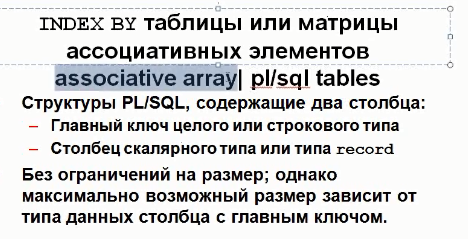 INDEX BY таблицы или матрицы
ассоциативных элементов
associative array| pl/sql tables
Структуры PL/SQL, содержащие два столбца:
– Главный ключ целого или строкового типа
– Столбец скалярного типа или типа record
Без ограничений на размер; однако
максимально возможный размер зависит от
типа данных столбца с главным ключом.